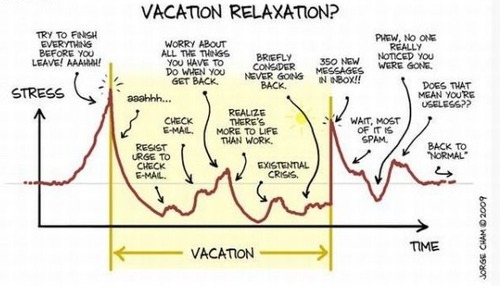 VACATION RELAXATION?
TRY TO FINISH
EVERYTHING
BEFORE YOU
LEAVE! AAAHHH!
WORRY ABOUT
ALL THE THINGS
YOU HAVE TO
DO WHEN YOU
GET BACK.
BRIEFLY
CONSIDER
NEVER GOING
BACK.
350 NEW
MESSAGES
IN INBOX!!
PHEW, NO ONE
REALLY
NOTICED YOU
WERE GONE.
STRESS
aaahhh...
CHECK
E-MAIL.
RESIST
URGE TO
CHECK
E-MAIL.
REALIZE
THERE'S
MORE TO LIFE
THAN WORK.
EXISTENTIAL
CRISIS.
WAIT, MOST
OF IT IS
SPAM.
DOES THAT
MEAN YOU'RE
USELESS??
BACK TO
"NORMAL"
VACATION
TIME
JORGE CHAM © 2009